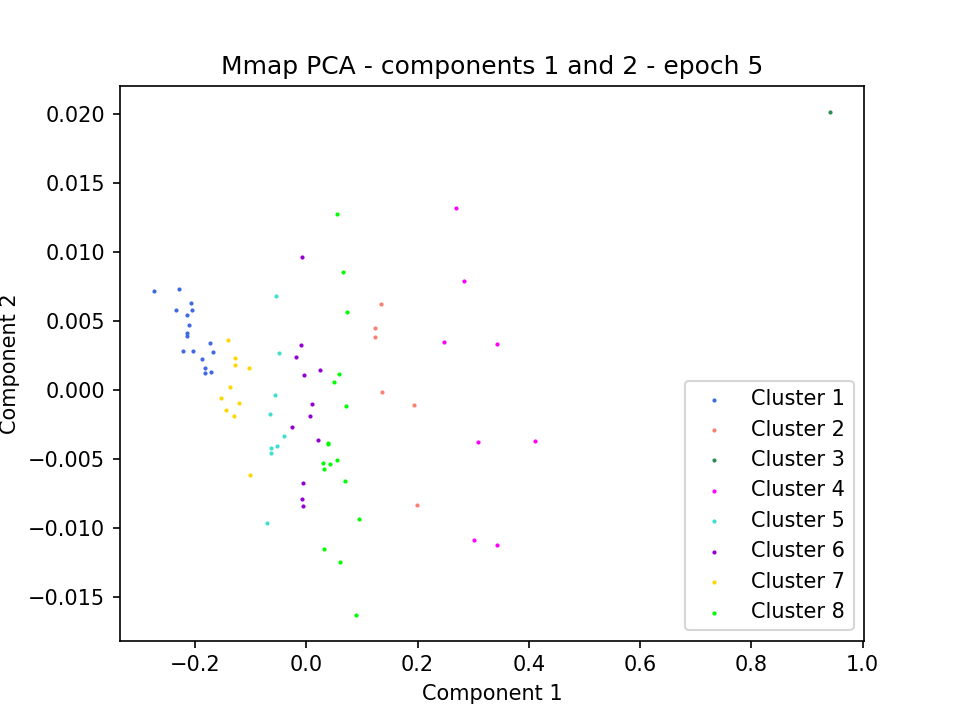 Mmap PCA - components 1 and 2 - epoch 5
Component 2
0.020
0.015
0.010
0.005
0.000
−0.005
−0.010
−0.015
Cluster 1
Cluster 2
Cluster 3
Cluster 4
Cluster 5
Cluster 6
Cluster 7
Cluster 8
−0.2 0.0 0.2 0.4 0.6 0.8 1.0
Component 1